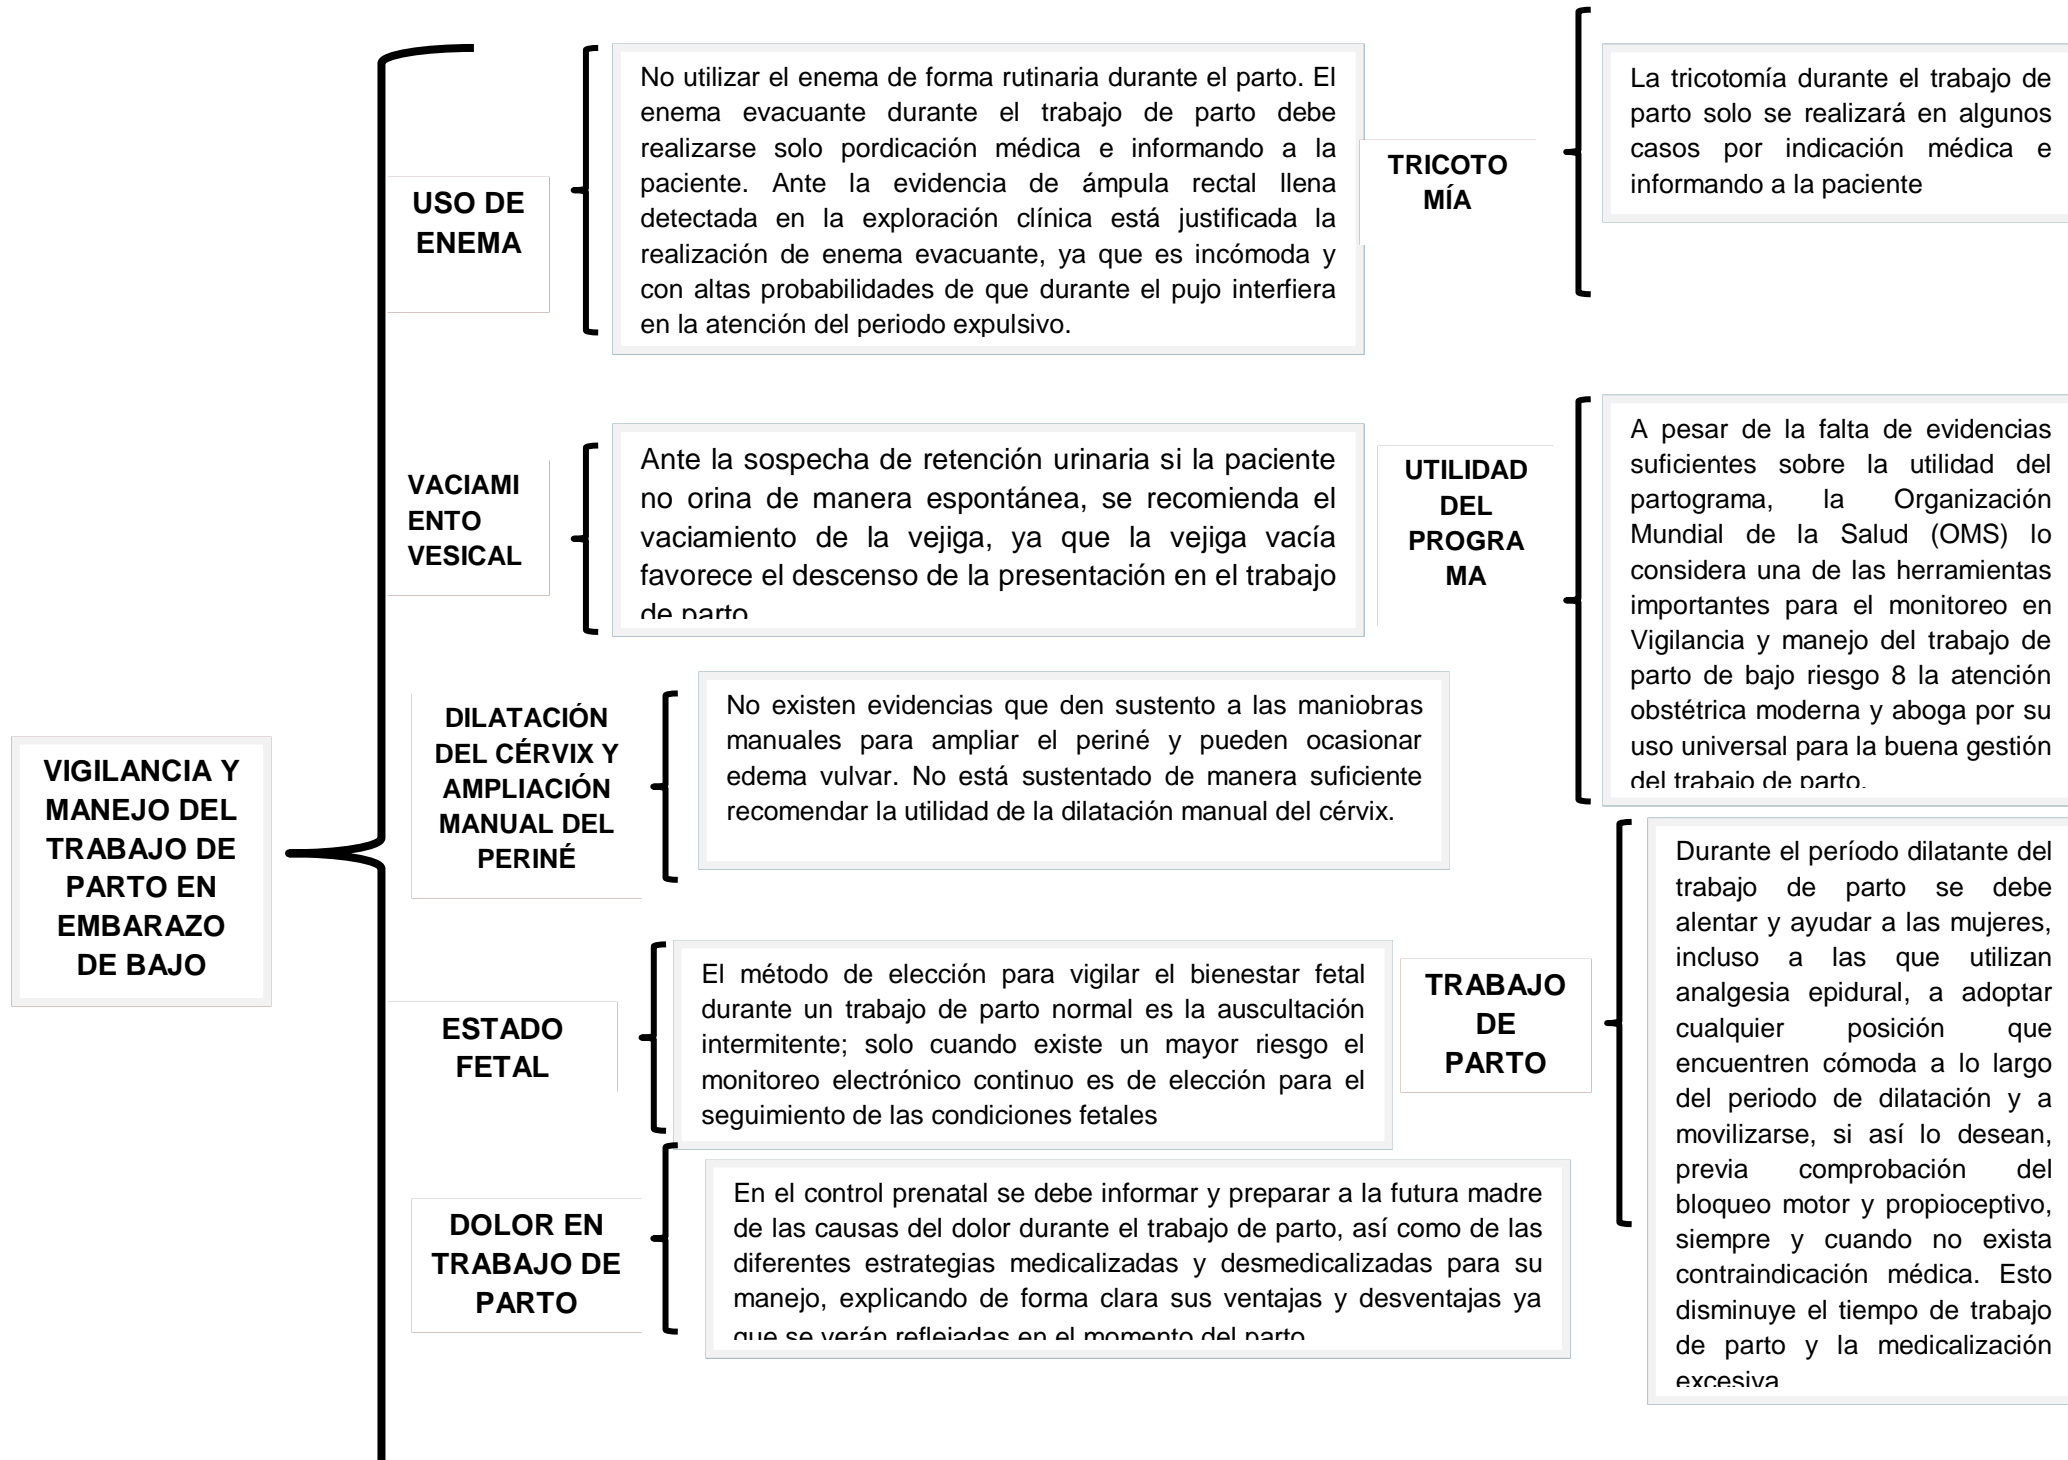 VIGILANCIA Y
MANEJO DEL
TRABAJO DE
PARTO EN
EMBARAZO
DE BAJO
USO DE
ENEMA
No utilizar el enema de forma rutinaria durante el parto. El
enema evacuante durante el trabajo de parto debe
realizarse solo pordicación médica e informando a la
paciente. Ante la evidencia de ámpula rectal llena
detectada en la exploración clínica está justificada la
realización de enema evacuante, ya que es incómoda y
con altas probabilidades de que durante el pujo interfiera
en la atención del periodo expulsivo.
TRICOTO
MÍA
La tricotomía durante el trabajo de
parto solo se realizará en algunos
casos por indicación médica e
informando a la paciente
VACIAMI
ENTO
VESICAL
Ante la sospecha de retención urinaria si la paciente
no orina de manera espontánea, se recomienda el
vaciamiento de la vejiga, ya que la vejiga vacía
favorece el descenso de la presentación en el trabajo
de parto
UTILIDAD
DEL
PROGRA
MA
A pesar de la falta de evidencias
suficientes sobre la utilidad del
partograma, la Organización
Mundial de la Salud (OMS) lo
considera una de las herramientas
importantes para el monitoreo en
Vigilancia y manejo del trabajo de
parto de bajo riesgo 8 la atención
obstétrica moderna y aboga por su
uso universal para la buena gestión
del trabajo de parto.
DILATACIÓN
DEL CÉRVIX Y
AMPLIACIÓN
MANUAL DEL
PERINÉ
No existen evidencias que den sustento a las maniobras
manuales para ampliar el periné y pueden ocasionar
edema vulvar. No está sustentado de manera suficiente
recomendar la utilidad de la dilatación manual del cérvix.
ESTADO
FETAL
El método de elección para vigilar el bienestar fetal
durante un trabajo de parto normal es la auscultación
intermitente; solo cuando existe un mayor riesgo el
monitoreo electrónico continuo es de elección para el
seguimiento de las condiciones fetales
TRABAJO
DE
PARTO
Durante el período dilatante del
trabajo de parto se debe
alentar y ayudar a las mujeres,
incluso a las que utilizan
analgesia epidural, a adoptar
cualquier posición que
encuentren cómoda a lo largo
del periodo de dilatación y a
movilizarse, si así lo desean,
previa comprobación del
bloqueo motor y propioceptivo,
siempre y cuando no exista
contraindicación médica. Esto
disminuye el tiempo de trabajo
de parto y la medicalización
excesiva
DOLOR EN
TRABAJO DE
PARTO
En el control prenatal se debe informar y preparar a la futura madre
de las causas del dolor durante el trabajo de parto, así como de las
diferentes estrategias medicalizadas y desmedicalizadas para su
manejo, explicando de forma clara sus ventajas y desventajas ya
que se verán reflejadas en el momento del parto